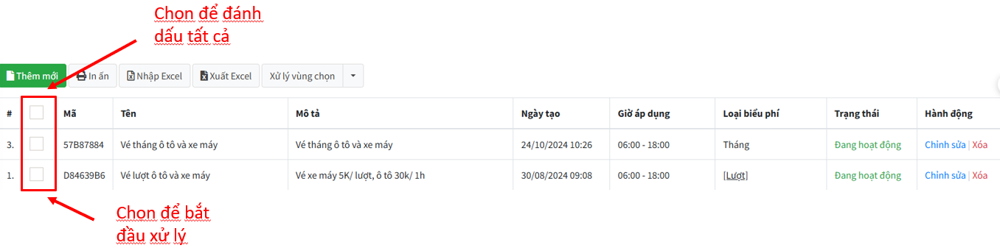 Chọn để đánh
dấu tất cả
Thêm mới In ấn Nhập Excel Xuất Excel Xử lý vùng chọn
# Mã Tên Mô tả Ngày tạo Giờ áp dụng Loại biểu phí Trạng thái Hành động
3. 57B87884 Vé tháng ô tô và xe máy Vé tháng ô tô và xe máy 24/10/2024 10:26 06:00 - 18:00 Tháng Đang hoạt động Chỉnh sửa | Xóa
1. D84639B6 Vé lượt ô tô và xe máy Vé xe máy 5K/ lượt, ô tô 30k/ 1h 30/08/2024 09:08 06:00 - 18:00 [Lượt] Đang hoạt động Chỉnh sửa | Xóa
Chọn để bắt
đầu xử lý